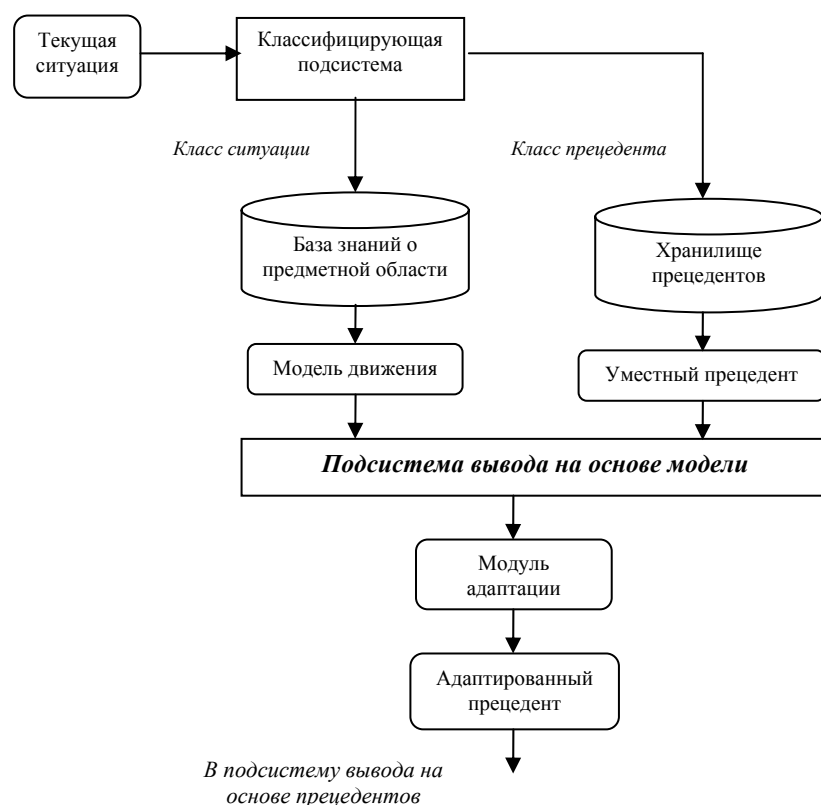 Текущая
ситуация
Классифицирующая
подсистема
Класс ситуации
Класс прецедента
База знаний о
предметной области
Хранилище
прецедентов
Модель движения
Уместный прецедент
Подсистема вывода на основе модели
Модуль
адаптации
Адаптированный
прецедент
В подсистему вывода на
основе прецедентов